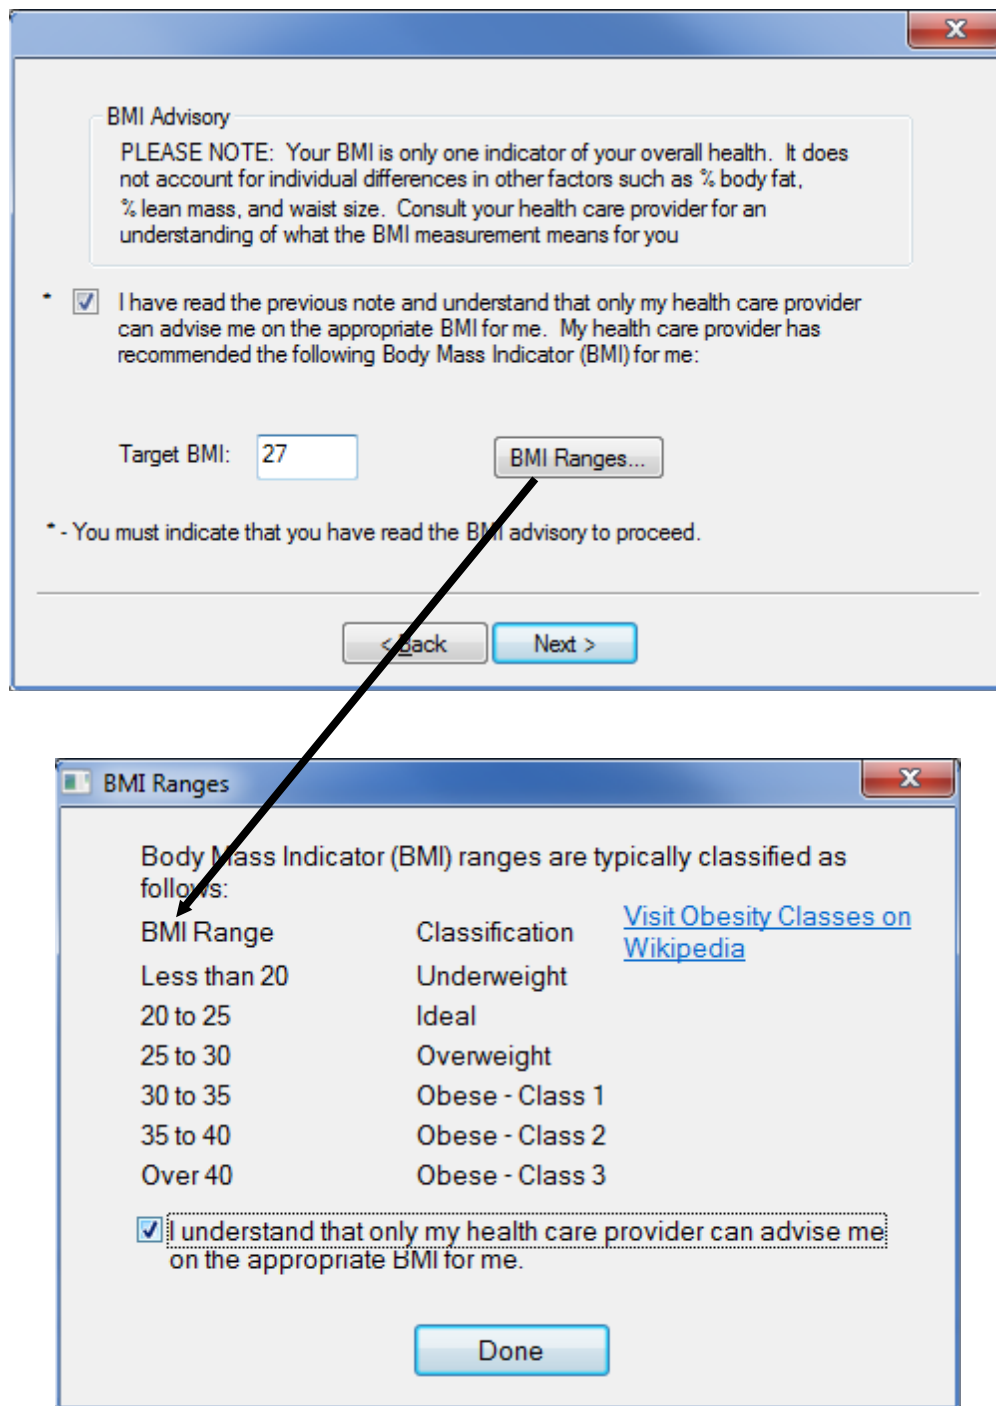 BMI Advisory
PLEASE NOTE:  Your BMI is only one indicator of your overall health.  It does
not account for individual differences in other factors such as % body fat,
% lean mass, and waist size.  Consult your health care provider for an
understanding of what the BMI measurement means for you
* I have read the previous note and understand that only my health care provider
can advise me on the appropriate BMI for me.  My health care provider has
recommended the following Body Mass Indicator (BMI) for me:
Target BMI: 27 BMI Ranges...
* - You must indicate that you have read the BMI advisory to proceed.
< Back Next >
BMI Ranges
Body Mass Indicator (BMI) ranges are typically classified as
follows:
BMI Range Classification Visit Obesity Classes on
Wikipedia
Less than 20 Underweight
20 to 25 Ideal
25 to 30 Overweight
30 to 35 Obese - Class 1
35 to 40 Obese - Class 2
Over 40 Obese - Class 3
I understand that only my health care provider can advise me
on the appropriate BMI for me.
Done